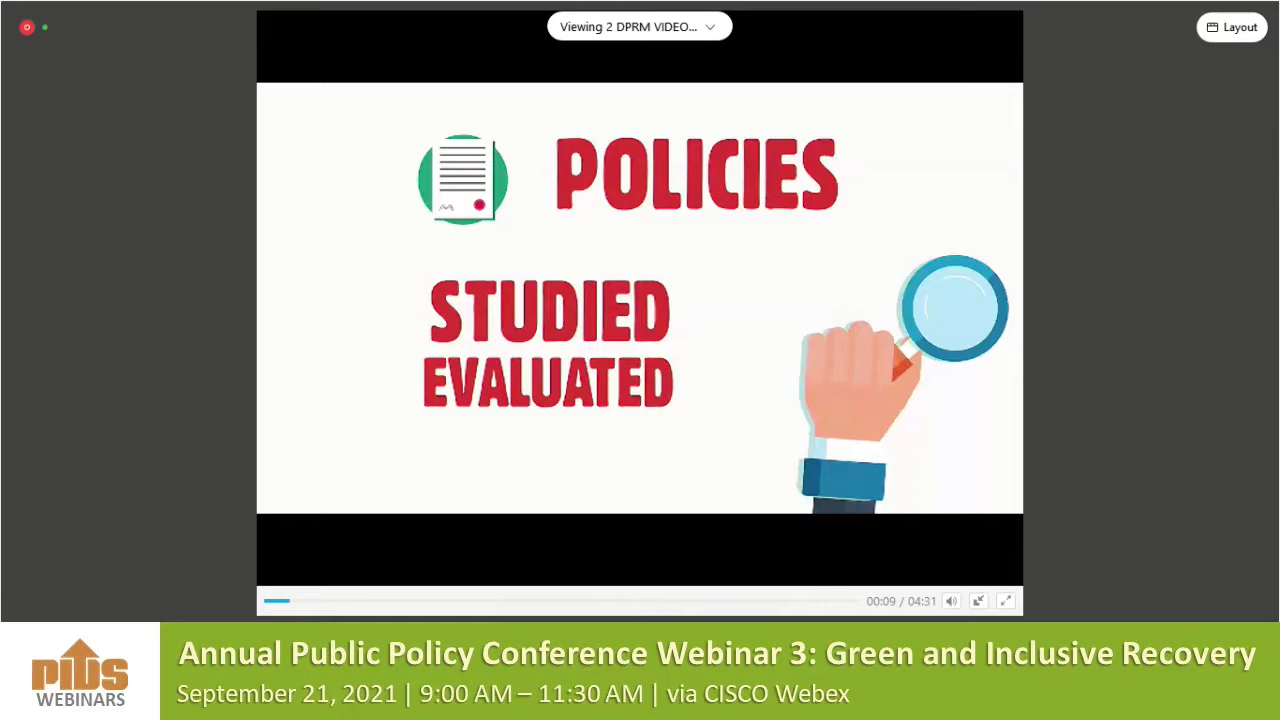 Viewing 2 DPRM VIDEO...
Layout
POLICIES
STUDIED
EVALUATED
00:09 / 04:31
PIDS
WEBINARS
Annual Public Policy Conference Webinar 3: Green and Inclusive Recovery
September 21, 2021 | 9:00 AM – 11:30 AM | via CISCO Webex